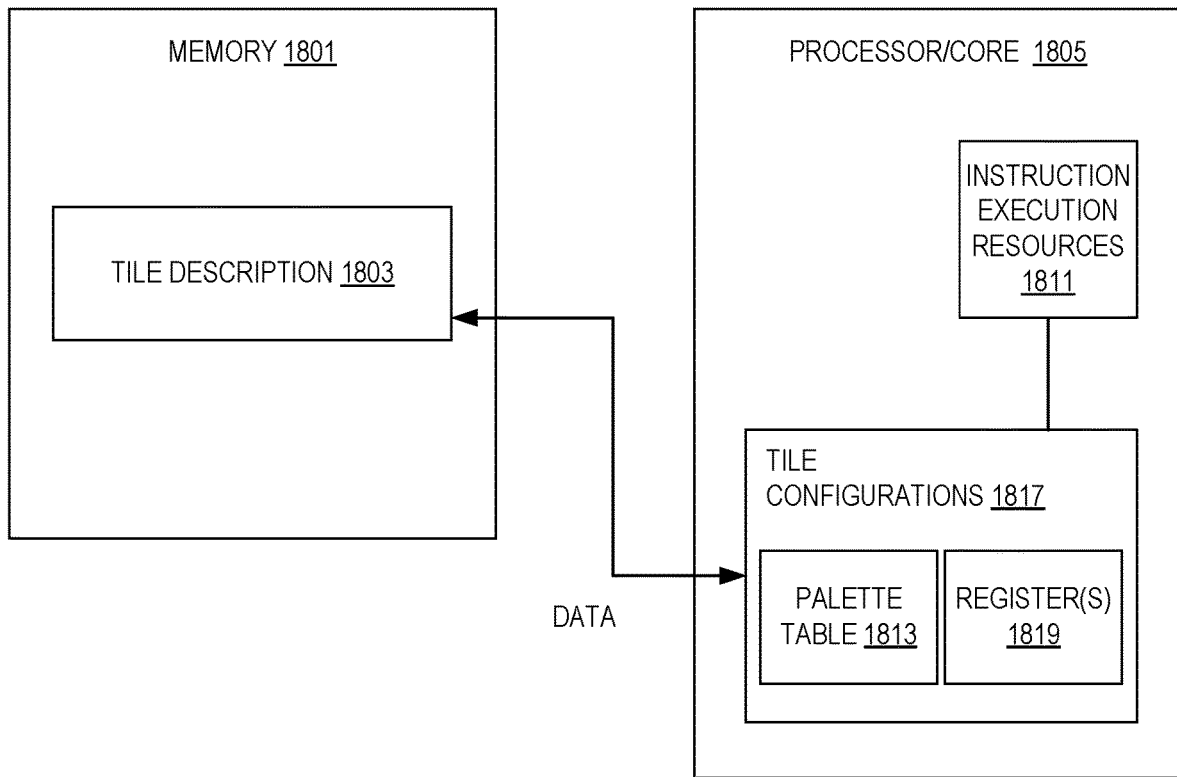 MEMORY 1801
TILE DESCRIPTION 1803
DATA
PROCESSOR/CORE 1805
INSTRUCTION
EXECUTION
RESOURCES
1811
TILE
CONFIGURATIONS 1817
PALETTE
TABLE 1813
REGISTER(S)
1819